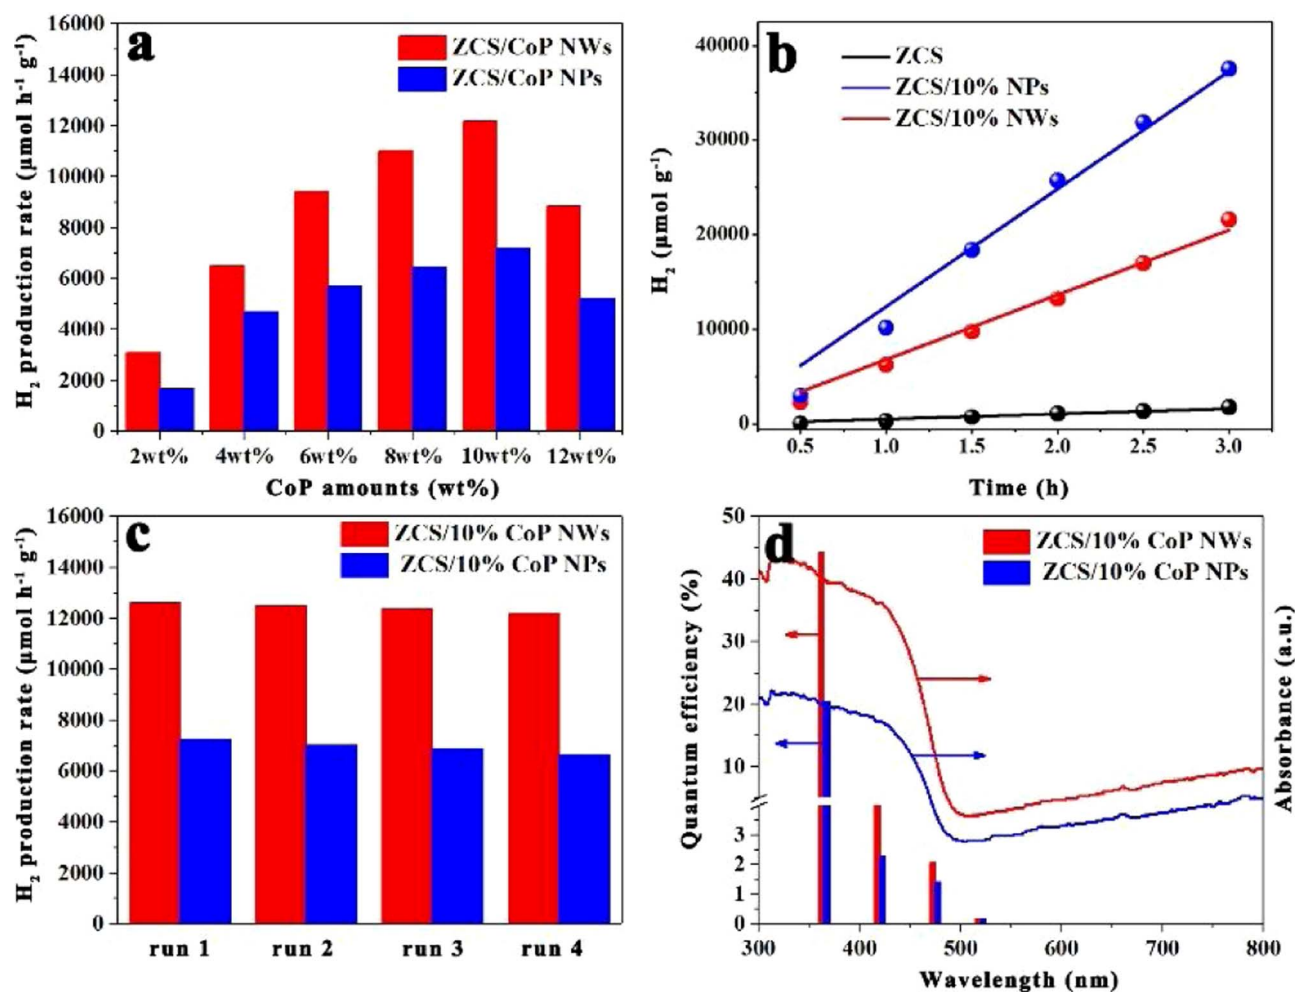 a
ZCS/CoP NWs
ZCS/CoP NPs
H₂ production rate (µmol h⁻¹ g⁻¹)
16000
14000
12000
10000
8000
6000
4000
2000
0
2wt% 4wt% 6wt% 8wt% 10wt% 12wt%
CoP amounts (wt%)
b
ZCS
ZCS/10% NPs
ZCS/10% NWs
H₂ (µmol g⁻¹)
40000
30000
20000
10000
0
0.5 1.0 1.5 2.0 2.5 3.0
Time (h)
c
ZCS/10% CoP NWs
ZCS/10% CoP NPs
H₂ production rate (µmol h⁻¹ g⁻¹)
16000
14000
12000
10000
8000
6000
4000
2000
0
run 1 run 2 run 3 run 4
d
ZCS/10% CoP NWs
ZCS/10% CoP NPs
Quantum efficiency (%)
50
40
30
20
10
3
2
1
0
300 400 500 600 700 800
Wavelength (nm)
Absorbance (a.u.)